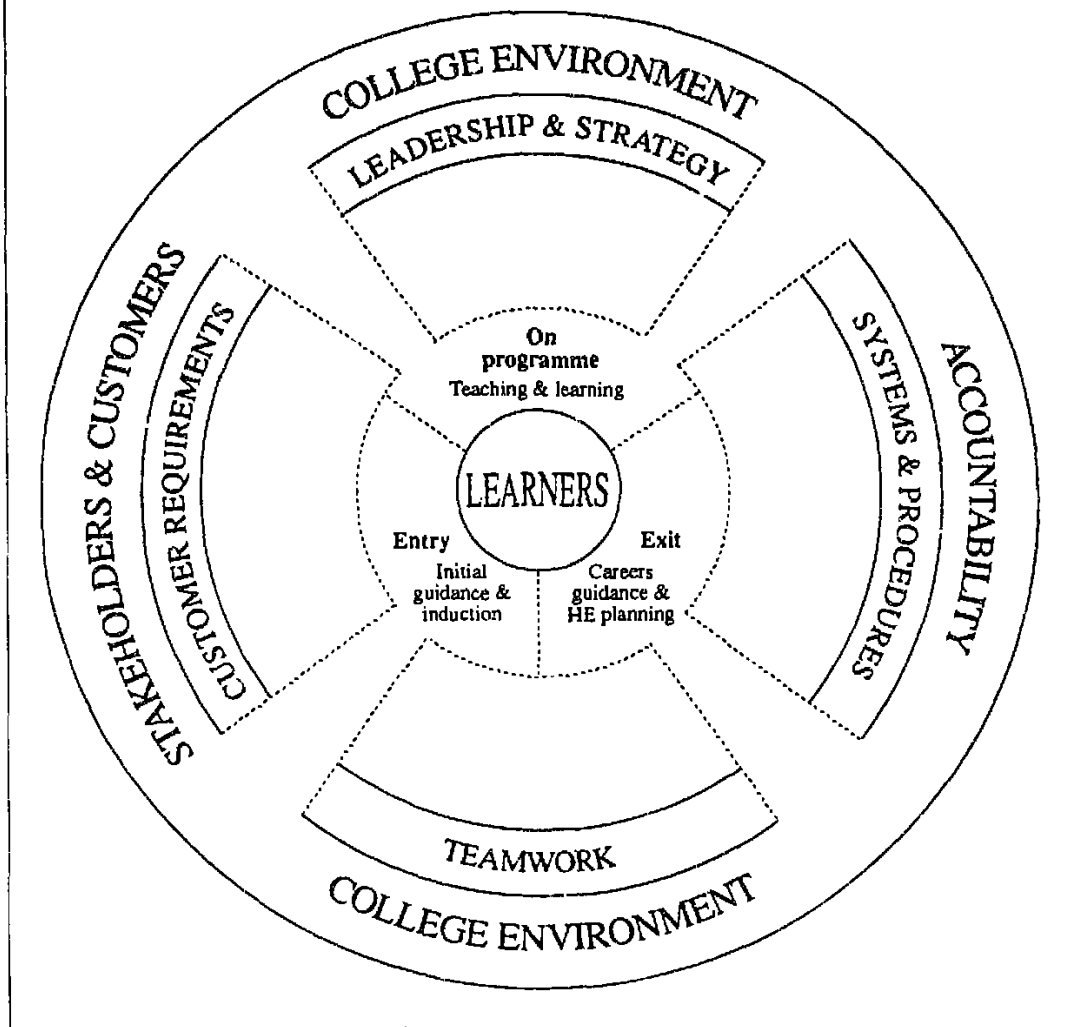 COLLEGE ENVIRONMENT
LEADERSHIP & STRATEGY
STAKEHOLDERS & CUSTOMERS
CUSTOMER REQUIREMENTS
On
programme
Teaching & learning
LEARNERS
Entry
Initial
guidance &
induction
Exit
Careers
guidance &
HE planning
SYSTEMS & PROCEDURES
ACCOUNTABILITY
TEAMWORK
COLLEGE ENVIRONMENT